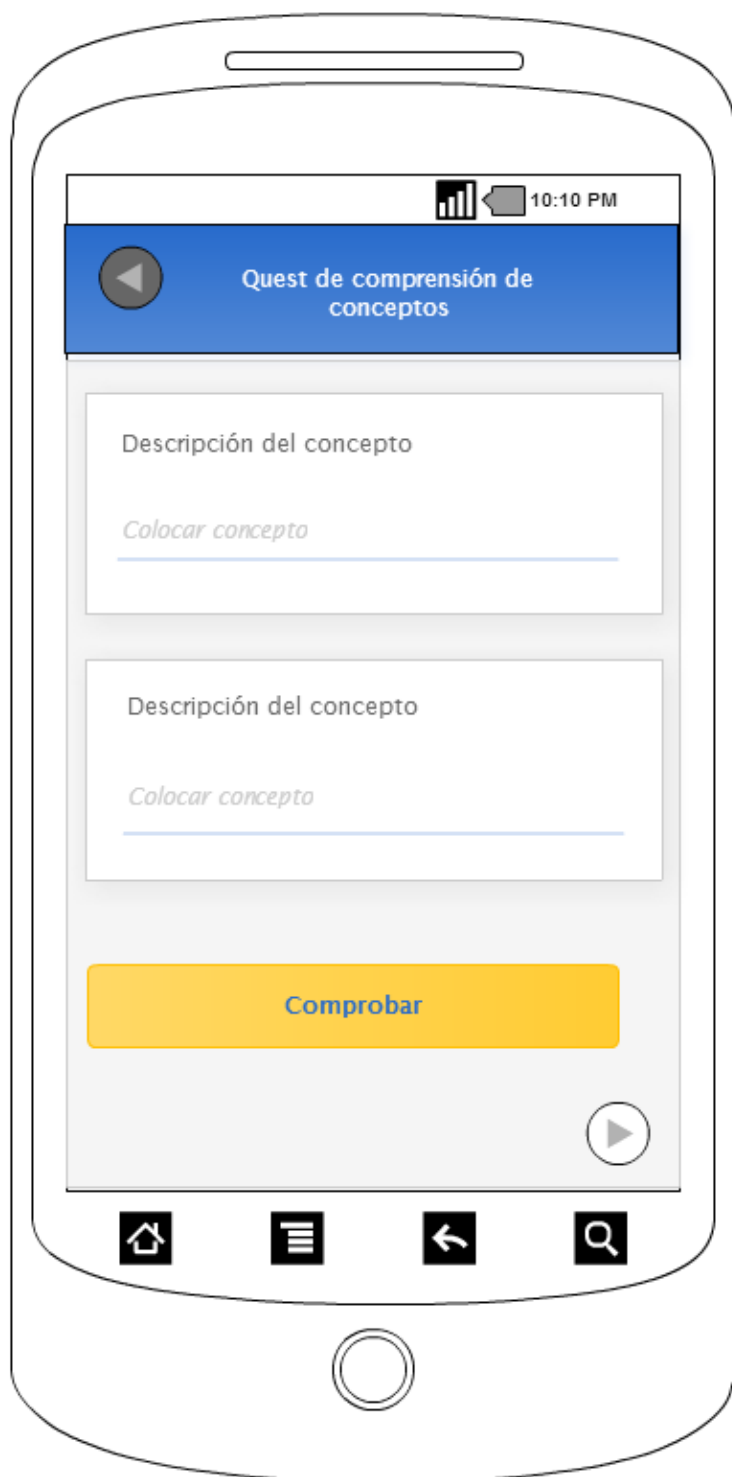 10:10 PM
Quest de comprensión de
conceptos
Descripción del concepto
Colocar concepto
Descripción del concepto
Colocar concepto
Comprobar